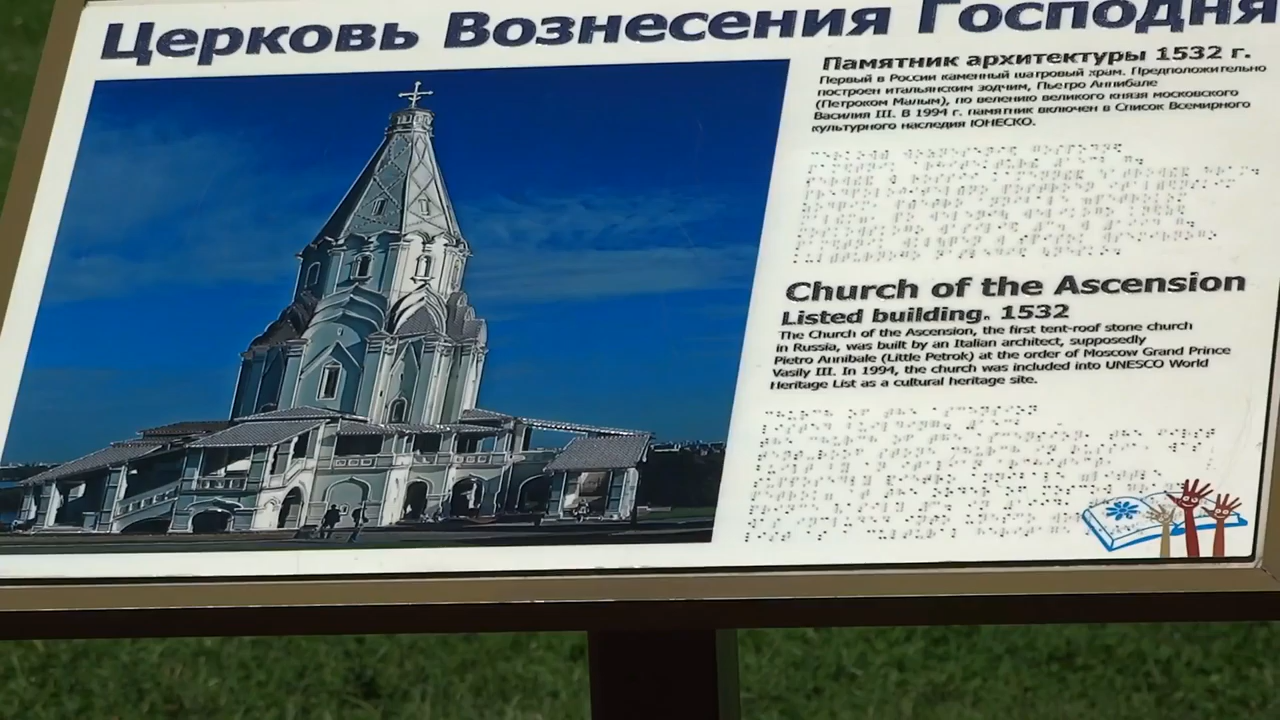 Церковь Вознесения Господня
Памятник архитектуры 1532 г.
Первый в России каменный шатровый храм. Предположительно
построен итальянским зодчим, Пьетро Аннибале
(Петроком Малым), по велению великого князя московского
Василия III. В 1994 г. памятник включен в Список Всемирного
культурного наследия ЮНЕСКО.
Church of the Ascension
Listed building. 1532
The Church of the Ascension, the first tent-roof stone church
in Russia, was built by an Italian architect, supposedly
Pietro Annibale (Little Petrok) at the order of Moscow Grand Prince
Vasily III. In 1994, the church was included into UNESCO World
Heritage List as a cultural heritage site.